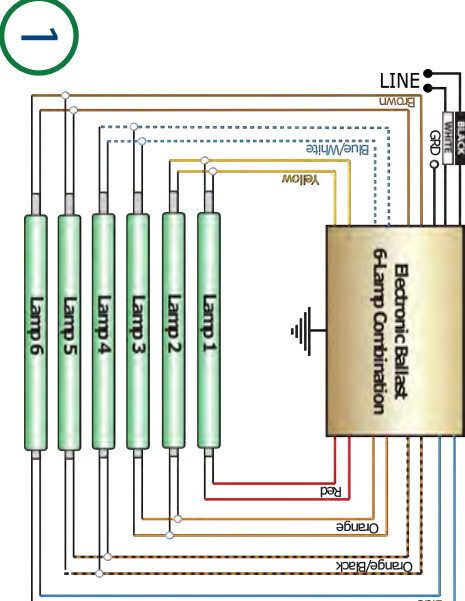 1
LINE
BLACK
WHITE
GRD
Brown
Blue/White
Yellow
Electronic Ballast
6-Lamp Combination
Lamp 6
Lamp 5
Lamp 4
Lamp 3
Lamp 2
Lamp 1
Red
Orange
Orange/Black